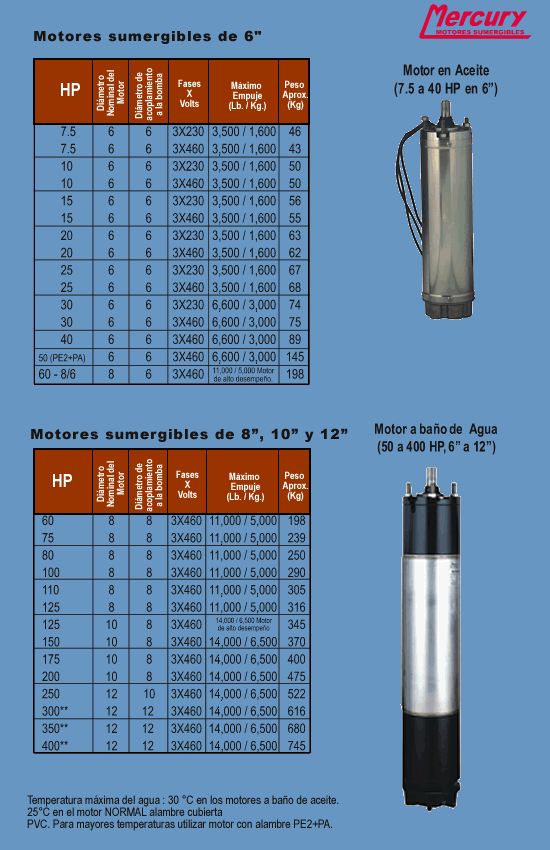 Mercury
MOTORES SUMERGIBLES
Motores sumergibles de 6"
HP Diámetro Nominal del Motor Diámetro de acoplamiento a la bomba Fases X Volts Máximo Empuje (Lb. / Kg.) Peso Aprox. (Kg)
7.5 6 6 3X230 3,500 / 1,600 46
7.5 6 6 3X460 3,500 / 1,600 43
10 6 6 3X230 3,500 / 1,600 50
10 6 6 3X460 3,500 / 1,600 50
15 6 6 3X230 3,500 / 1,600 56
15 6 6 3X460 3,500 / 1,600 55
20 6 6 3X230 3,500 / 1,600 63
20 6 6 3X460 3,500 / 1,600 62
25 6 6 3X230 3,500 / 1,600 67
25 6 6 3X460 3,500 / 1,600 68
30 6 6 3X230 6,600 / 3,000 74
30 6 6 3X460 6,600 / 3,000 75
40 6 6 3X460 6,600 / 3,000 89
50 (PE2+PA) 6 6 3X460 6,600 / 3,000 145
60 - 8/6 8 6 3X460 11,000 / 5,000 Motor de alto desempeño. 198
Motor en Aceite
(7.5 a 40 HP en 6”)
Motores sumergibles de 8”, 10” y 12”
HP Diámetro Nominal del Motor Diámetro de acoplamiento a la bomba Fases X Volts Máximo Empuje (Lb. / Kg.) Peso Aprox. (Kg)
60 8 8 3X460 11,000 / 5,000 198
75 8 8 3X460 11,000 / 5,000 239
80 8 8 3X460 11,000 / 5,000 250
100 8 8 3X460 11,000 / 5,000 290
110 8 8 3X460 11,000 / 5,000 305
125 8 8 3X460 11,000 / 5,000 316
125 10 8 3X460 14,000 / 6,500 Motor de alto desempeño 345
150 10 8 3X460 14,000 / 6,500 370
175 10 8 3X460 14,000 / 6,500 400
200 10 8 3X460 14,000 / 6,500 475
250 12 10 3X460 14,000 / 6,500 522
300** 12 12 3X460 14,000 / 6,500 616
350** 12 12 3X460 14,000 / 6,500 680
400** 12 12 3X460 14,000 / 6,500 745
Motor a baño de Agua
(50 a 400 HP, 6” a 12”)
Temperatura máxima del agua : 30 °C en los motores a baño de aceite.
25°C en el motor NORMAL alambre cubierta
PVC. Para mayores temperaturas utilizar motor con alambre PE2+PA.